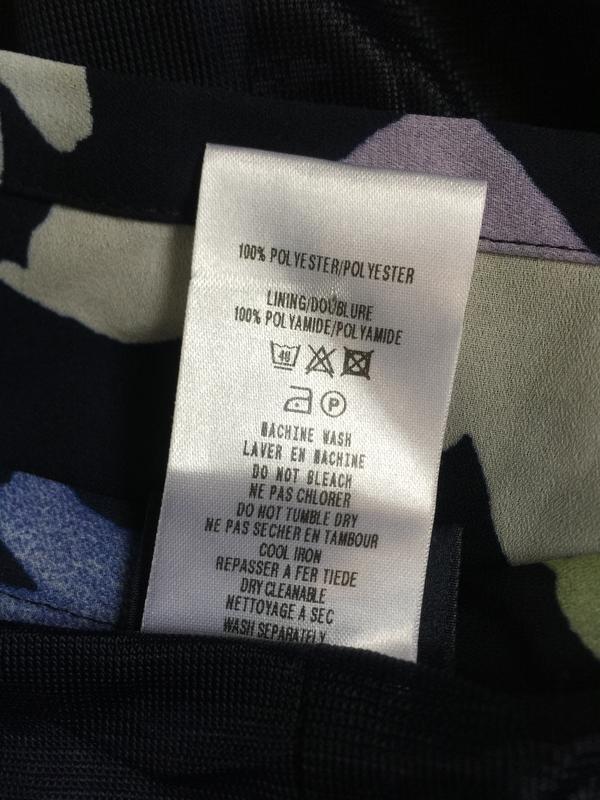 100% POLYESTER/POLYESTER
LINING/DOUBLURE
100% POLYAMIDE/POLYAMIDE
40
P
MACHINE WASH
LAVER EN MACHINE
DO NOT BLEACH
NE PAS CHLORER
DO NOT TUMBLE DRY
NE PAS SECHER EN TAMBOUR
COOL IRON
REPASSER A FER TIEDE
DRY CLEANABLE
NETTOYAGE A SEC
WASH SEPARATELY